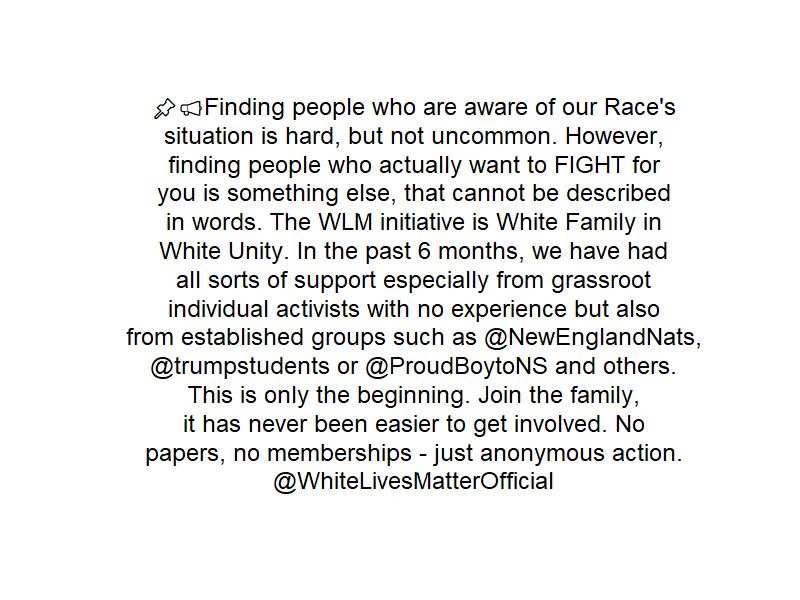 📌📢Finding people who are aware of our Race's
situation is hard, but not uncommon. However,
finding people who actually want to FIGHT for
you is something else, that cannot be described
in words. The WLM initiative is White Family in
White Unity. In the past 6 months, we have had
all sorts of support especially from grassroot
individual activists with no experience but also
from established groups such as @NewEnglandNats,
@trumpstudents or @ProudBoytoNS and others.
This is only the beginning. Join the family,
it has never been easier to get involved. No
papers, no memberships - just anonymous action.
@WhiteLivesMatterOfficial